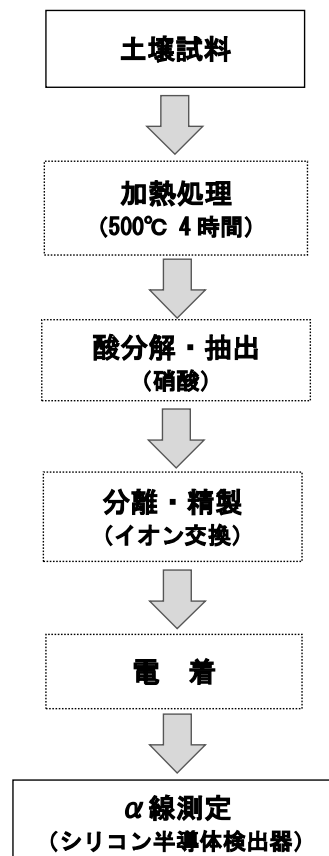 土壌試料
加熱処理
（500℃ 4 時間）
酸分解・抽出
（硝酸）
分離・精製
（イオン交換）
電　着
α線測定
（シリコン半導体検出器）